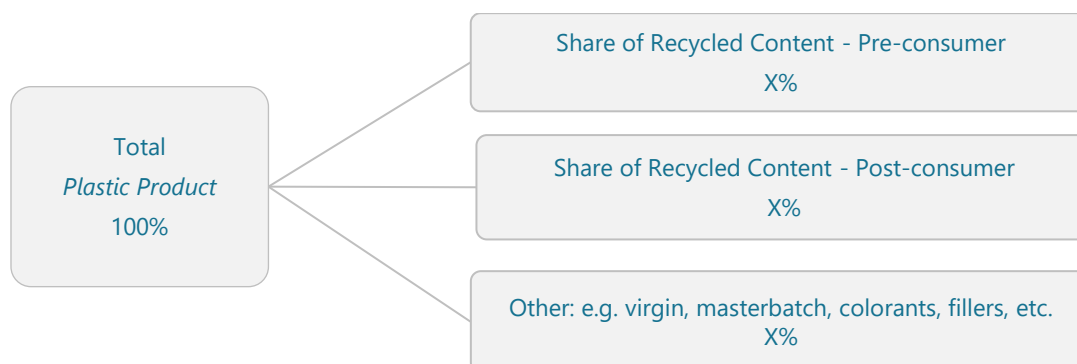 Total
Plastic Product
100%
Share of Recycled Content - Pre-consumer
X%
Share of Recycled Content - Post-consumer
X%
Other: e.g. virgin, masterbatch, colorants, fillers, etc.
X%